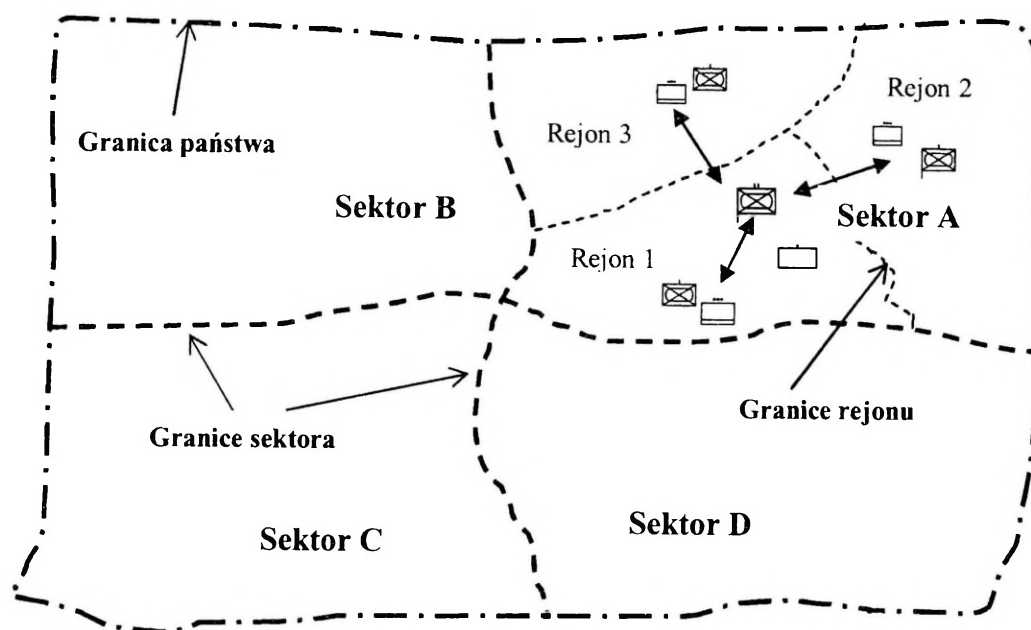 Rejon 2
Granica państwa
Rejon 3
Sektor B
Sektor A
Rejon 1
Granice rejonu
Granice sektora
Sektor D
Sektor C